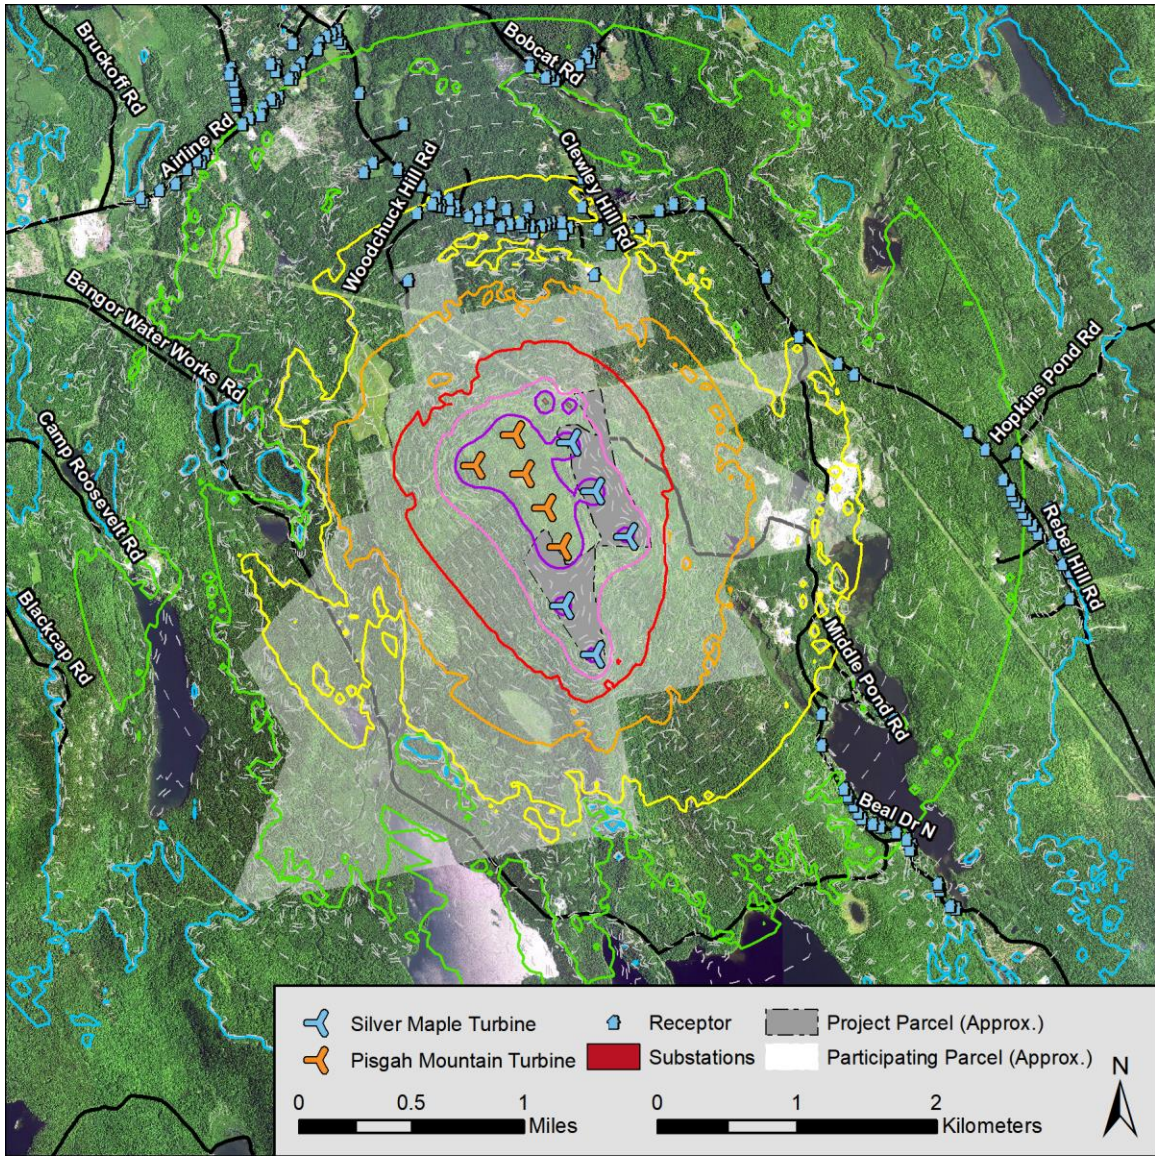 Bruckoff Rd
Bobcat Rd
Airline Rd
Woodchuck Hill Rd
Clewley Hill Rd
Bangor Water Works Rd
Hopkins Pond Rd
Camp Roosevelt Rd
Rebel Hill Rd
Blackcap Rd
Middle Pond Rd
Beal Dr N
Silver Maple Turbine
Receptor
Project Parcel (Approx.)
Pisgah Mountain Turbine
Substations
Participating Parcel (Approx.)
N
0 0.5 1
Miles
0 1 2
Kilometers